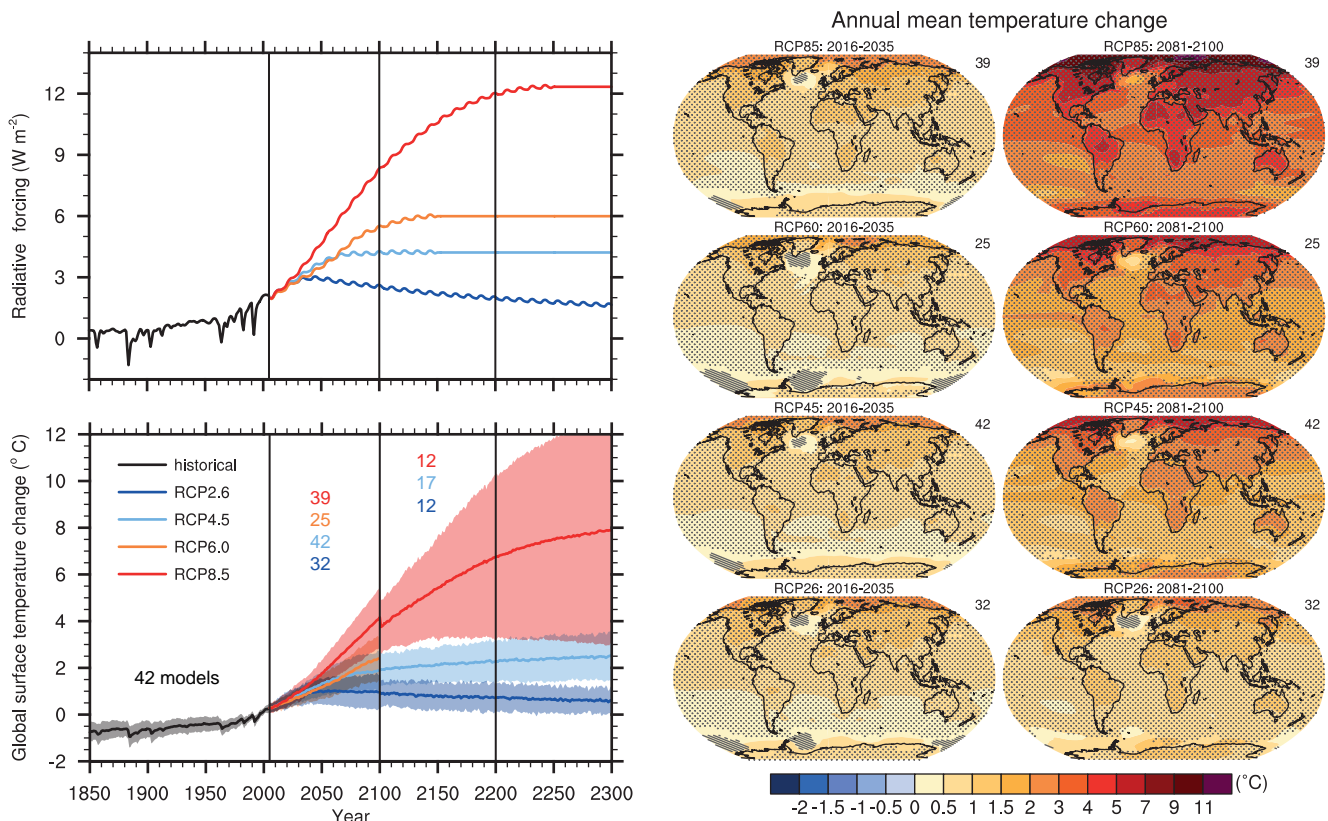 Radiative forcing (W m-2)
12
9
6
3
0
Global surface temperature change (° C)
12
10
8
6
4
2
0
-2
historical
RCP2.6
RCP4.5
RCP6.0
RCP8.5
39
25
42
32
12
17
12
42 models
1850 1900 1950 2000 2050 2100 2150 2200 2250 2300
Year
Annual mean temperature change
RCP85: 2016-2035
39
RCP85: 2081-2100
39
RCP60: 2016-2035
25
RCP60: 2081-2100
25
RCP45: 2016-2035
42
RCP45: 2081-2100
42
RCP26: 2016-2035
32
RCP26: 2081-2100
32
-2 -1.5 -1 -0.5 0 0.5 1 1.5 2 3 4 5 7 9 11
(°C)